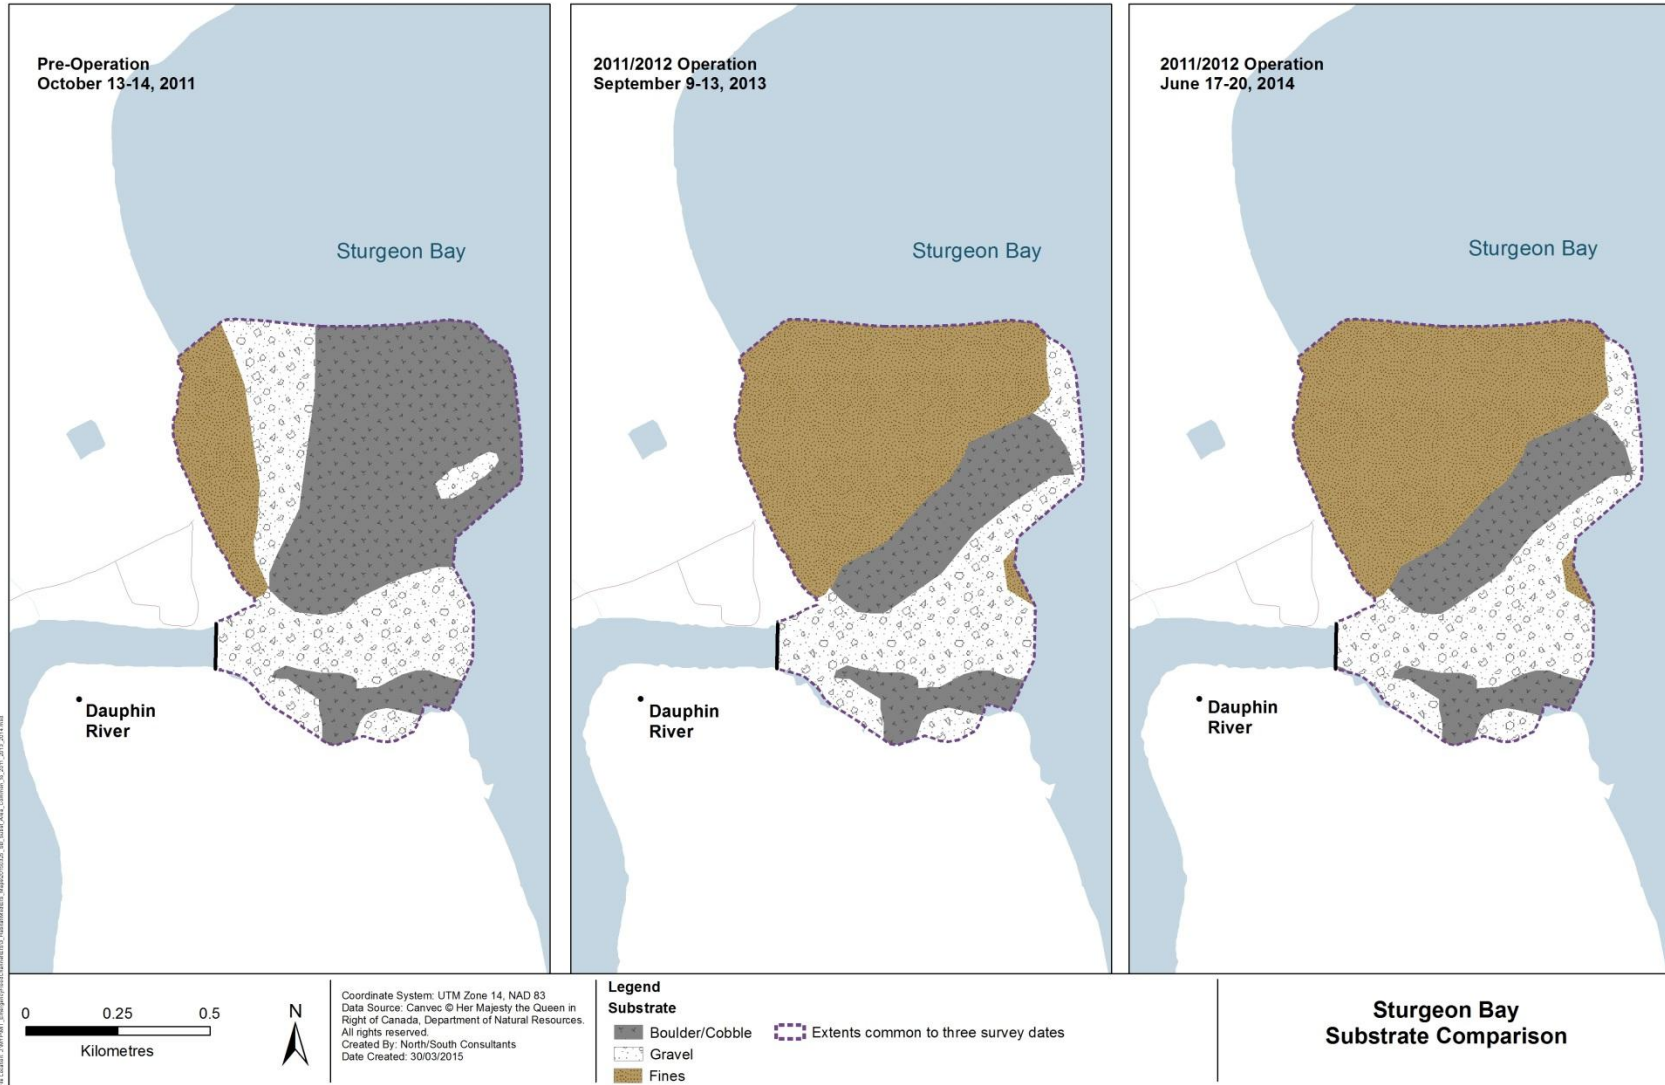 Pre-Operation
October 13-14, 2011
Sturgeon Bay
Dauphin
River
2011/2012 Operation
September 9-13, 2013
Sturgeon Bay
Dauphin
River
2011/2012 Operation
June 17-20, 2014
Sturgeon Bay
Dauphin
River
0 0.25 0.5
Kilometres
N
Coordinate System: UTM Zone 14, NAD 83
Data Source: Canvec © Her Majesty the Queen in
Right of Canada, Department of Natural Resources.
All rights reserved.
Created By: North/South Consultants
Date Created: 30/03/2015
Legend
Substrate
Boulder/Cobble
Gravel
Fines
Extents common to three survey dates
Sturgeon Bay
Substrate Comparison